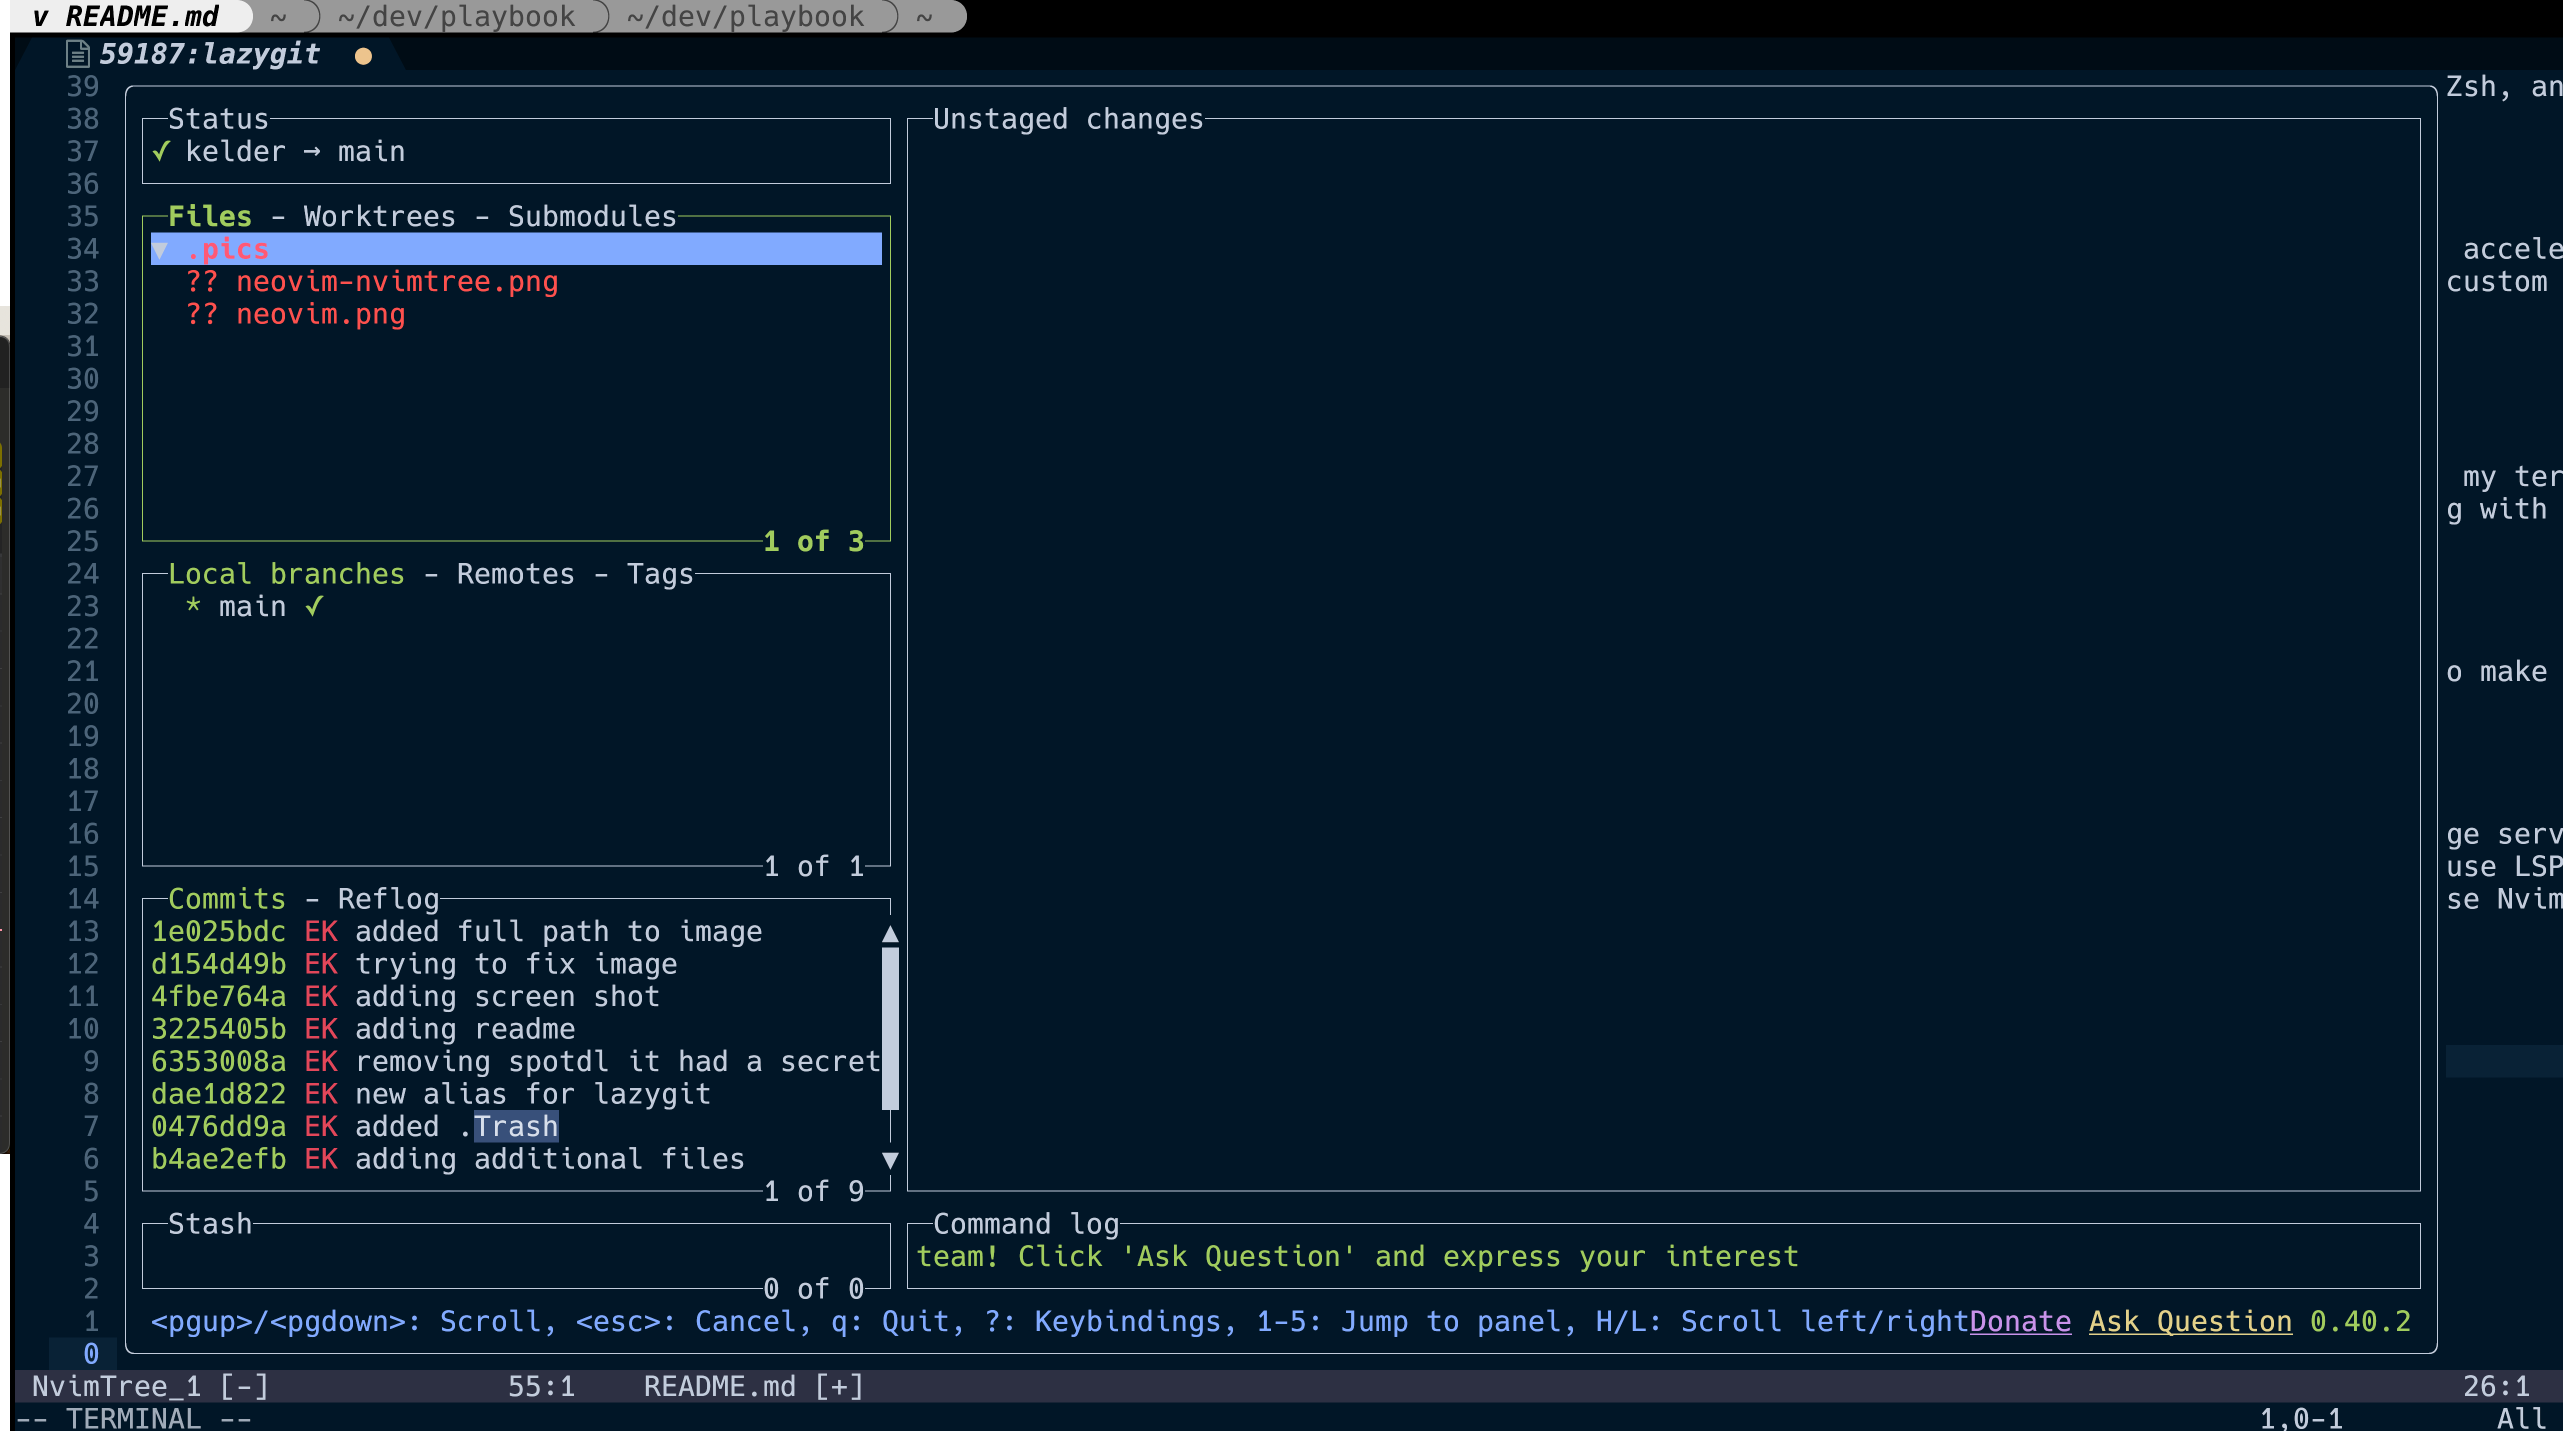 v README.md ~ ~/dev/playbook ~/dev/playbook ~
59187:lazygit
39 Zsh, an
38 Status Unstaged changes
37 ✓ kelder → main
36
35 Files - Worktrees - Submodules
34 ▼ .pics accele
33 ?? neovim-nvimtree.png custom
32 ?? neovim.png
31
30
29
28
27 my ter
26 g with
25 1 of 3
24 Local branches - Remotes - Tags
23 * main ✓
22
21 o make
20
19
18
17
16 ge serv
15 1 of 1 use LSP
14 Commits - Reflog se Nvim
13 1e025bdc EK added full path to image
12 d154d49b EK trying to fix image
11 4fbe764a EK adding screen shot
10 3225405b EK adding readme
9 6353008a EK removing spotdl it had a secret
8 dae1d822 EK new alias for lazygit
7 0476dd9a EK added .Trash
6 b4ae2efb EK adding additional files
5 1 of 9
4 Stash Command log
3 team! Click 'Ask Question' and express your interest
2 0 of 0
1 <pgup>/<pgdown>: Scroll, <esc>: Cancel, q: Quit, ?: Keybindings, 1-5: Jump to panel, H/L: Scroll left/rightDonate Ask Question 0.40.2
0
NvimTree_1 [-] 55:1 README.md [+] 26:1
-- TERMINAL -- 1,0-1 All